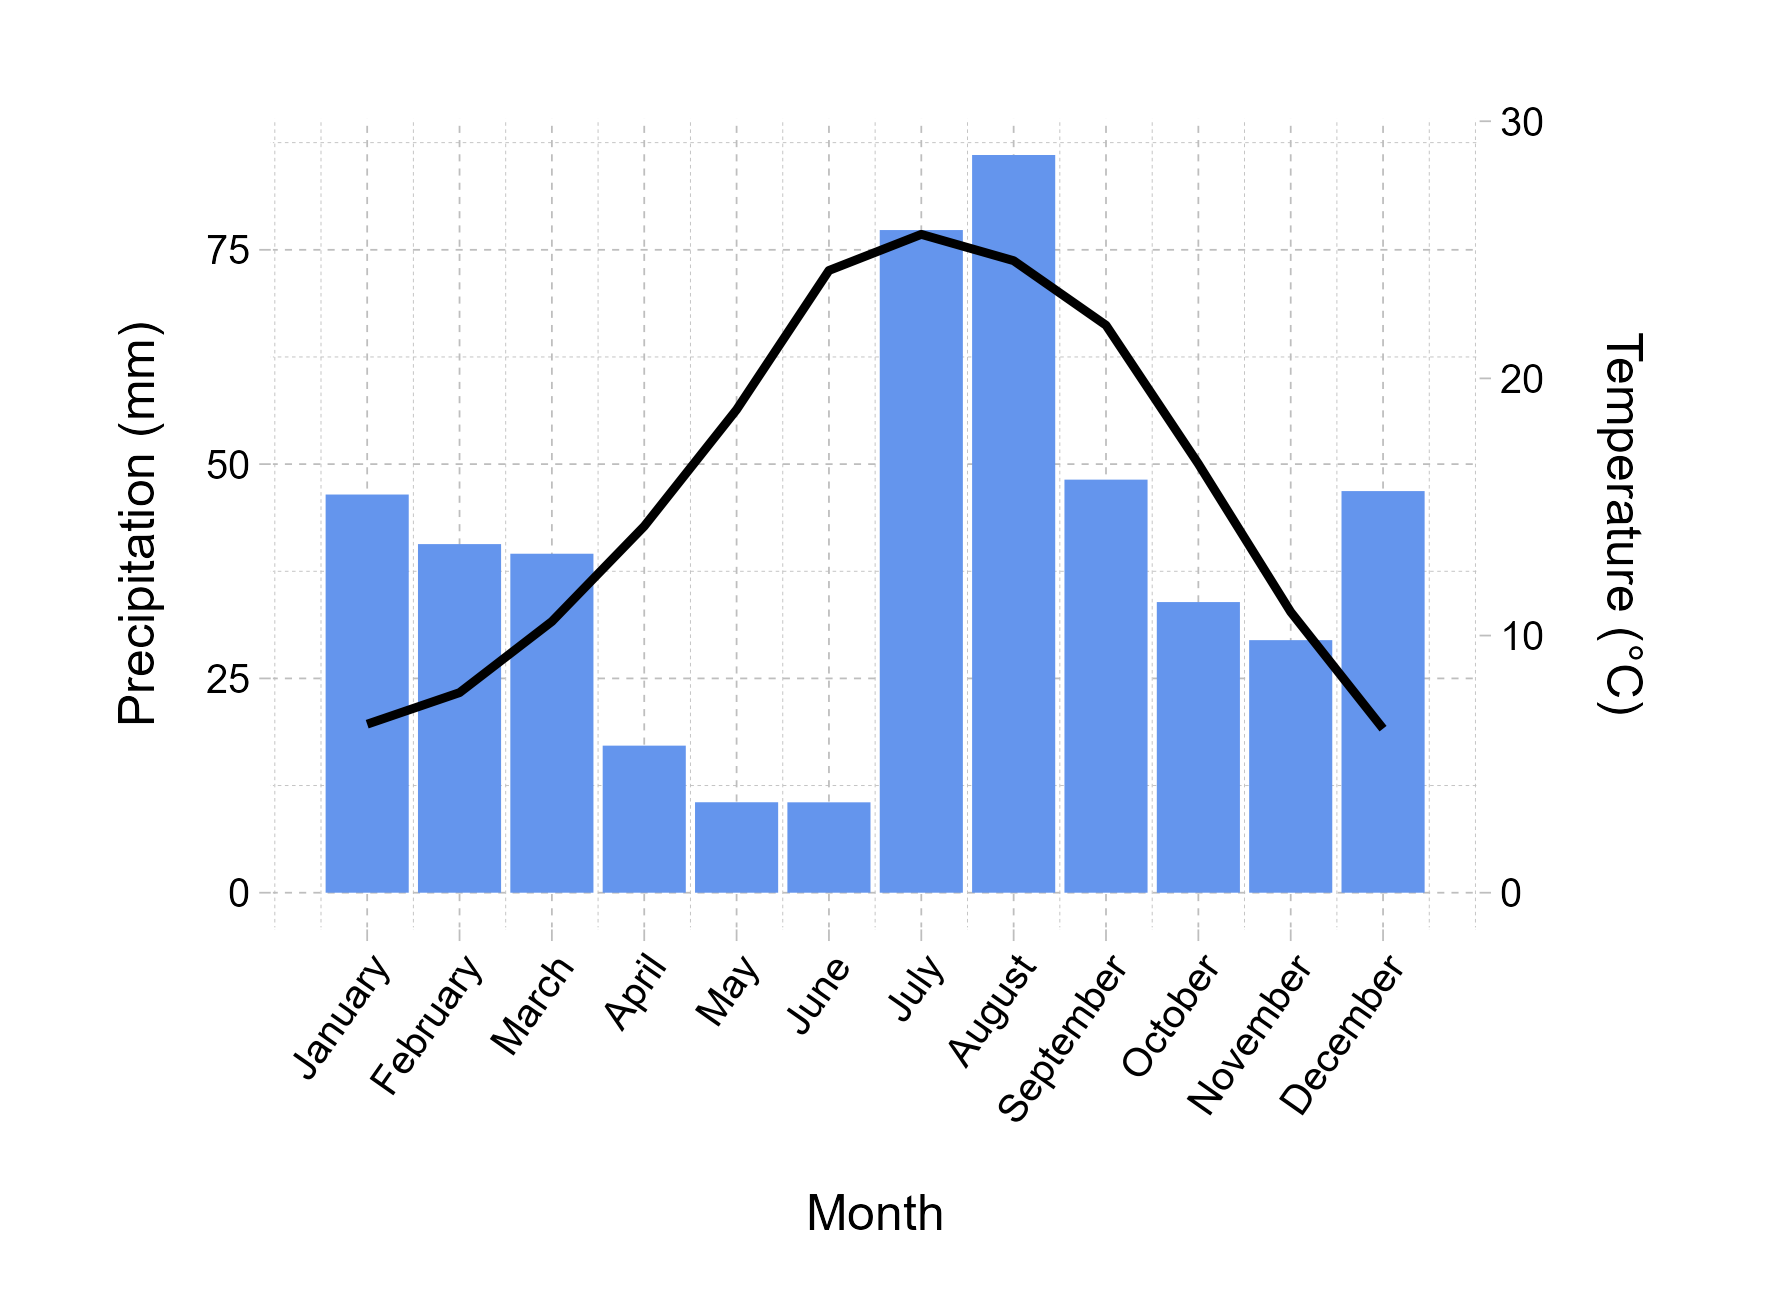 Precipitation (mm)
75
50
25
0
30
20
10
0
Temperature (°C)
January
February
March
April
May
June
July
August
September
October
November
December
Month